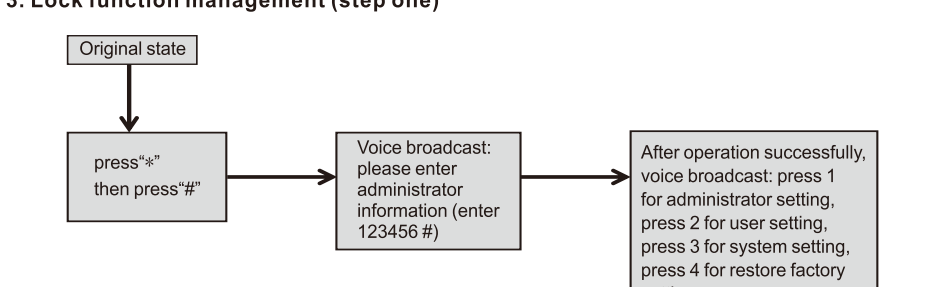 3. Lock function management (step one)
Original state
press“*”
then press“#”
Voice broadcast:
please enter
administrator
information (enter
123456 #)
After operation successfully,
voice broadcast: press 1
for administrator setting,
press 2 for user setting,
press 3 for system setting,
press 4 for restore factory